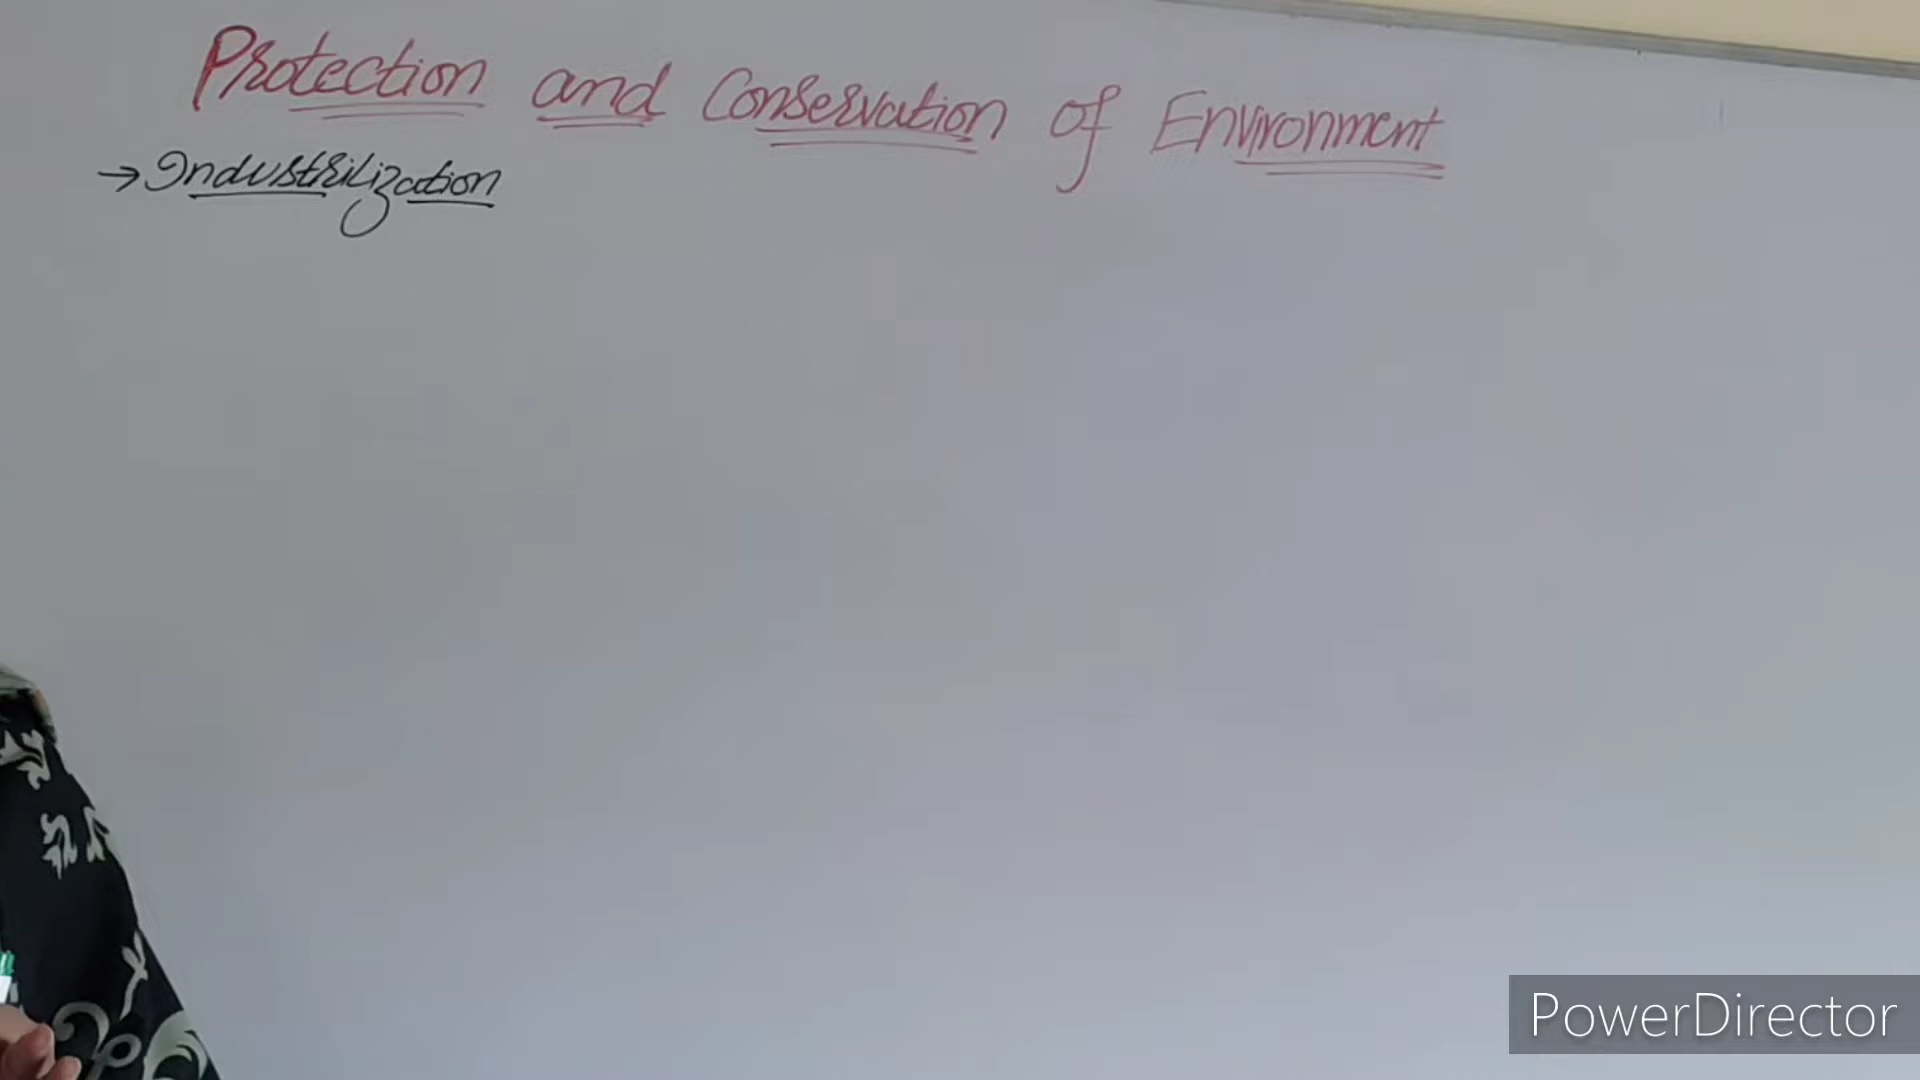 Protection and Conservation of Environment
→ Industrilization
PowerDirector